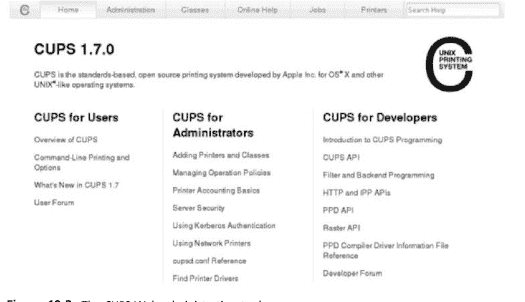 Home Administration Classes Online Help Jobs Printers Search Help
CUPS 1.7.0
UNIX
PRINTING
SYSTEM
CUPS is the standards-based, open source printing system developed by Apple Inc. for OS® X and other
UNIX®-like operating systems.
CUPS for Users
Overview of CUPS
Command-Line Printing and
Options
What's New in CUPS 1.7
User Forum
CUPS for
Administrators
Adding Printers and Classes
Managing Operation Policies
Printer Accounting Basics
Server Security
Using Kerberos Authentication
Using Network Printers
cupsd.conf Reference
Find Printer Drivers
CUPS for Developers
Introduction to CUPS Programming
CUPS API
Filter and Backend Programming
HTTP and IPP APIs
PPD API
Raster API
PPD Compiler Driver Information File
Reference
Developer Forum